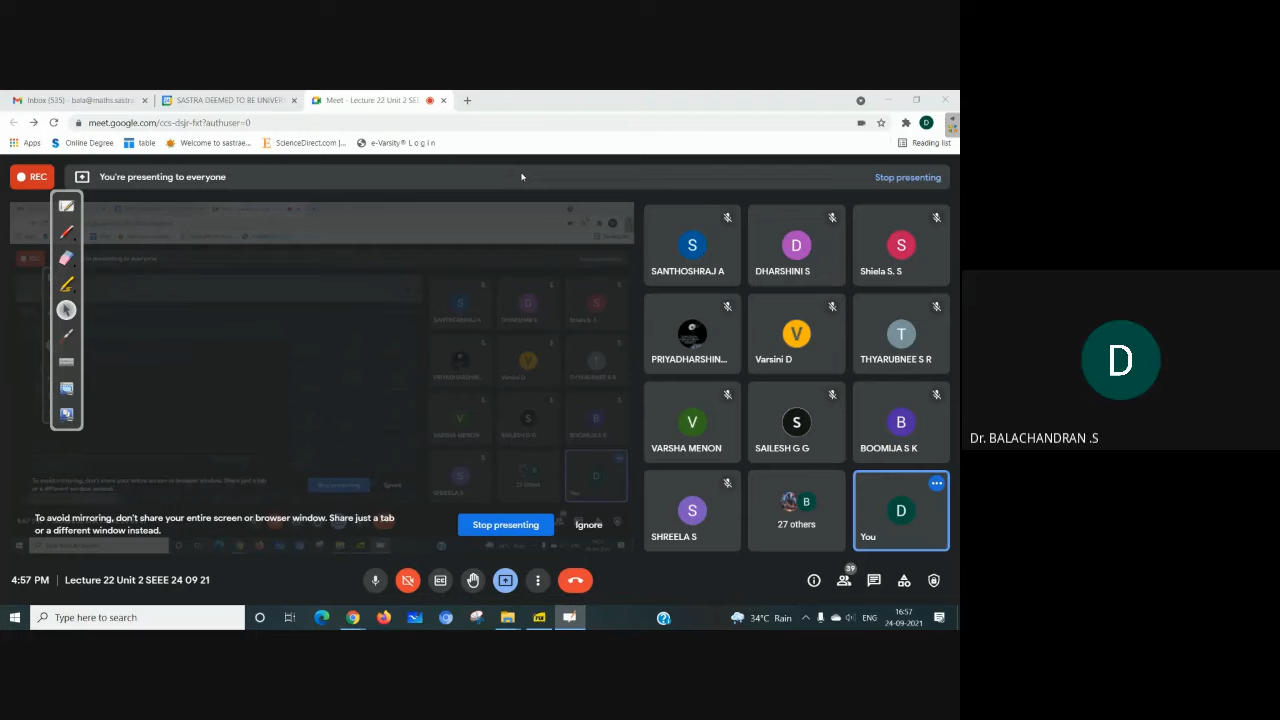 Inbox (535) - bala@maths.sastra.
SASTRA DEEMED TO BE UNIVER
Meet - Lecture 22 Unit 2 SEEE
meet.google.com/ccs-dsjr-fxt?authuser=0
D
Apps
Online Degree
table
Welcome to sastrae...
ScienceDirect.com |...
e-Varsity® L o g i n
Reading list
REC
You're presenting to everyone
Stop presenting
S
SANTHOSHRAJ A
D
DHARSHINI S
S
Shiela S. S
PRIYADHARSHIN...
V
Varsini D
T
THYARUBNEE S R
V
VARSHA MENON
S
SAILESH G G
B
BOOMIJA S K
S
SHREELA S
B
27 others
D
You
To avoid mirroring, don't share your entire screen or browser window. Share just a tab
or a different window instead.
Stop presenting
Ignore
4:57 PM
Lecture 22 Unit 2 SEEE 24 09 21
39
Type here to search
34°C Rain
ENG
16:57
24-09-2021
D
Dr. BALACHANDRAN .S